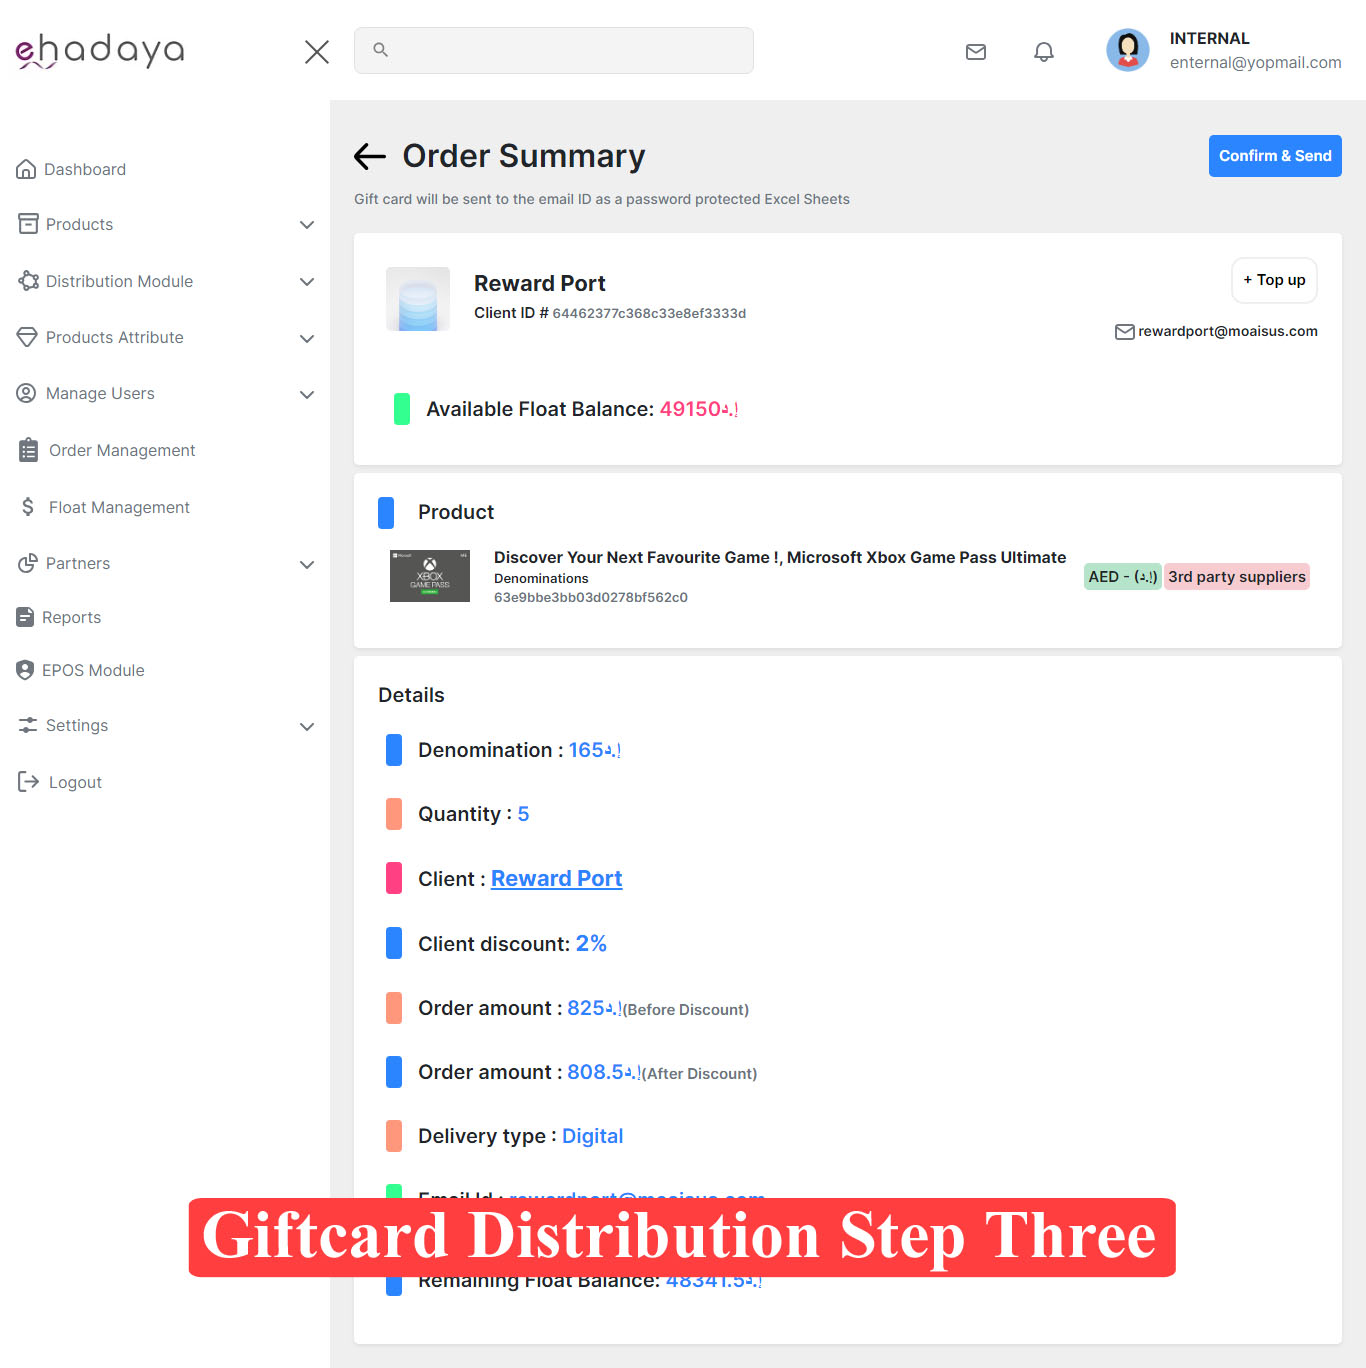 ehadaya
INTERNAL
enternal@yopmail.com
Dashboard
Products
Distribution Module
Products Attribute
Manage Users
Order Management
Float Management
Partners
Reports
EPOS Module
Settings
Logout
Order Summary
Confirm & Send
Gift card will be sent to the email ID as a password protected Excel Sheets
Reward Port
Client ID # 64462377c368c33e8ef3333d
+ Top up
rewardport@moaisus.com
Available Float Balance: 49150د.إ
Product
XBOX
GAME PASS
Discover Your Next Favourite Game !, Microsoft Xbox Game Pass Ultimate
Denominations
63e9bbe3bb03d0278bf562c0
AED - (د.إ)
3rd party suppliers
Details
Denomination : 165د.إ
Quantity : 5
Client : Reward Port
Client discount: 2%
Order amount : 825د.إ(Before Discount)
Order amount : 808.5د.إ(After Discount)
Delivery type : Digital
Email Id : rewardport@moaisus.com
Giftcard Distribution Step Three
Remaining Float Balance: 48341.5د.إ